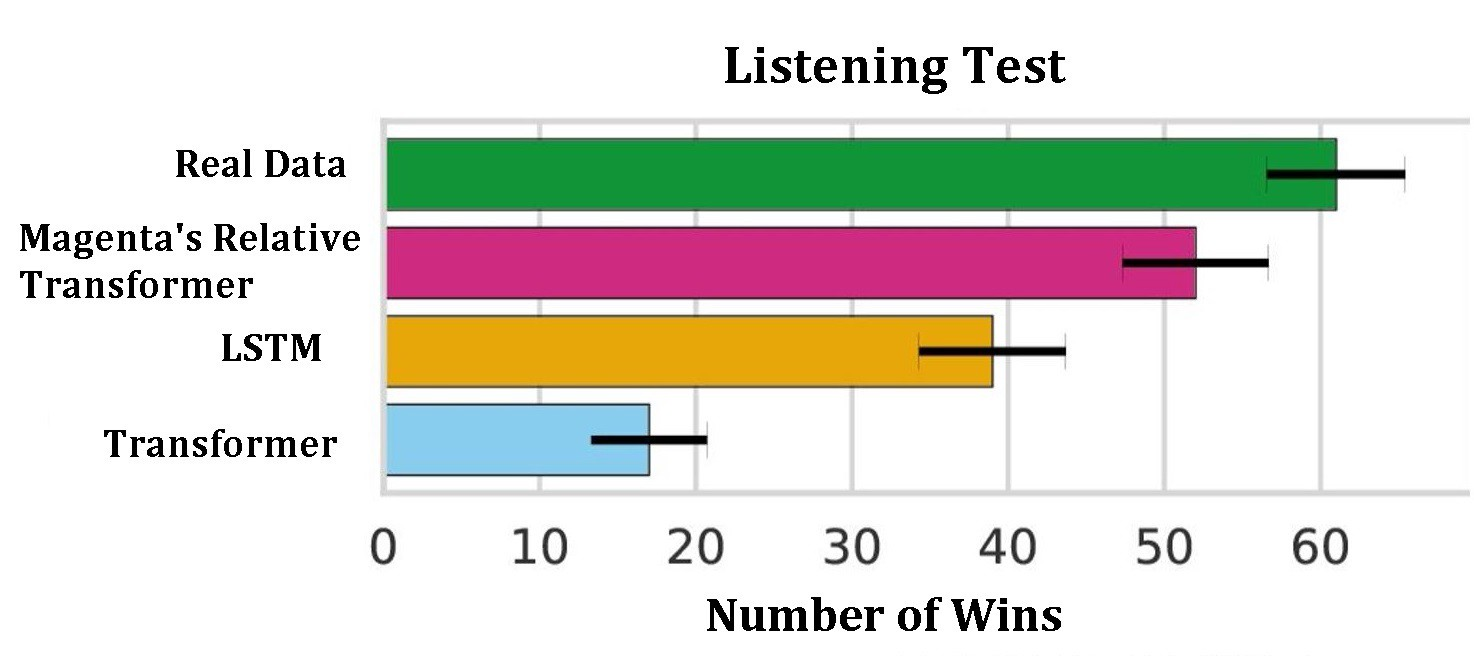 Listening Test
Real Data
Magenta's Relative
Transformer
LSTM
Transformer
0 10 20 30 40 50 60
Number of Wins